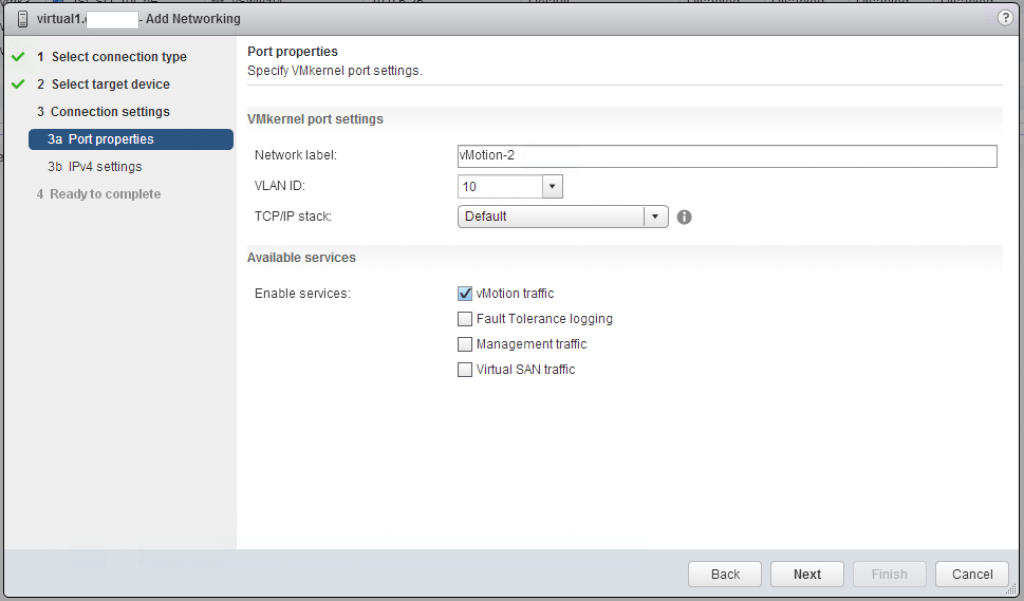 virtual1. - Add Networking
?
1 Select connection type
2 Select target device
3 Connection settings
3a Port properties
3b IPv4 settings
4 Ready to complete
Port properties
Specify VMkernel port settings.
VMkernel port settings
Network label: vMotion-2
VLAN ID: 10
TCP/IP stack: Default
Available services
Enable services: vMotion traffic
Fault Tolerance logging
Management traffic
Virtual SAN traffic
Back Next Finish Cancel